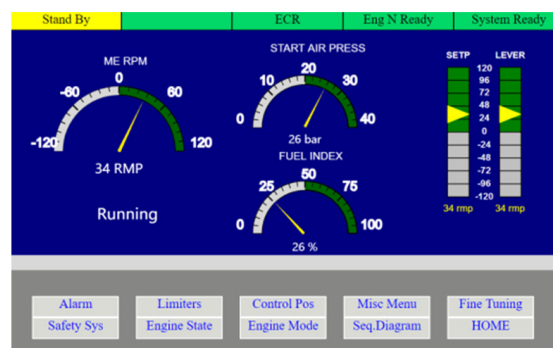 Stand By ECR Eng N Ready System Ready
ME RPM
-120 -60 0 60 120
34 RMP
Running
START AIR PRESS
0 10 20 30 40
26 bar
FUEL INDEX
0 25 50 75 100
26 %
SETP LEVER
120
96
72
48
24
0
-24
-48
-72
-96
-120
34 rmp 34 rmp
Alarm Limiters Control Pos Misc Menu Fine Tuning
Safety Sys Engine State Engine Mode Seq.Diagram HOME